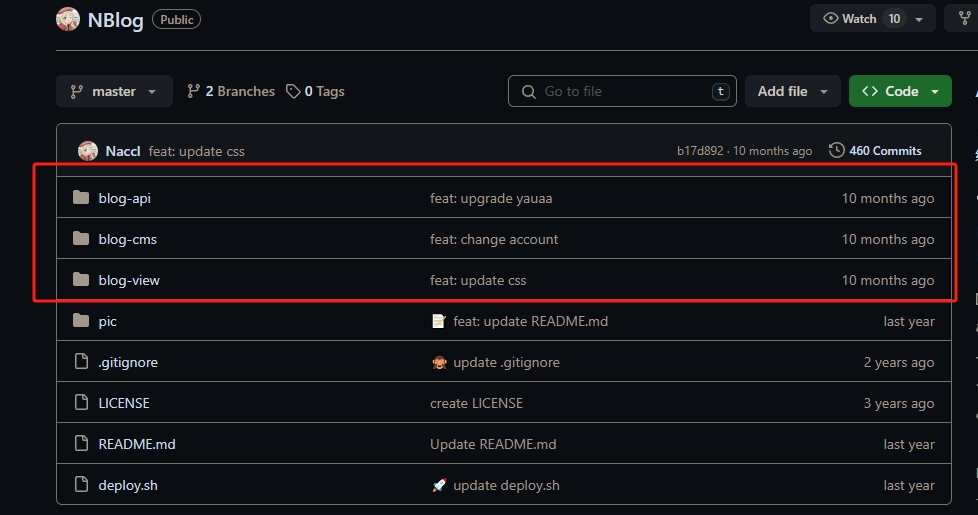 NBlog Public Watch 10
master 2 Branches 0 Tags Go to file t Add file Code
Naccl feat: update css b17d892 · 10 months ago 460 Commits
blog-api feat: upgrade yauaa 10 months ago
blog-cms feat: change account 10 months ago
blog-view feat: update css 10 months ago
pic feat: update README.md last year
.gitignore update .gitignore 2 years ago
LICENSE create LICENSE 3 years ago
README.md Update README.md last year
deploy.sh update deploy.sh last year